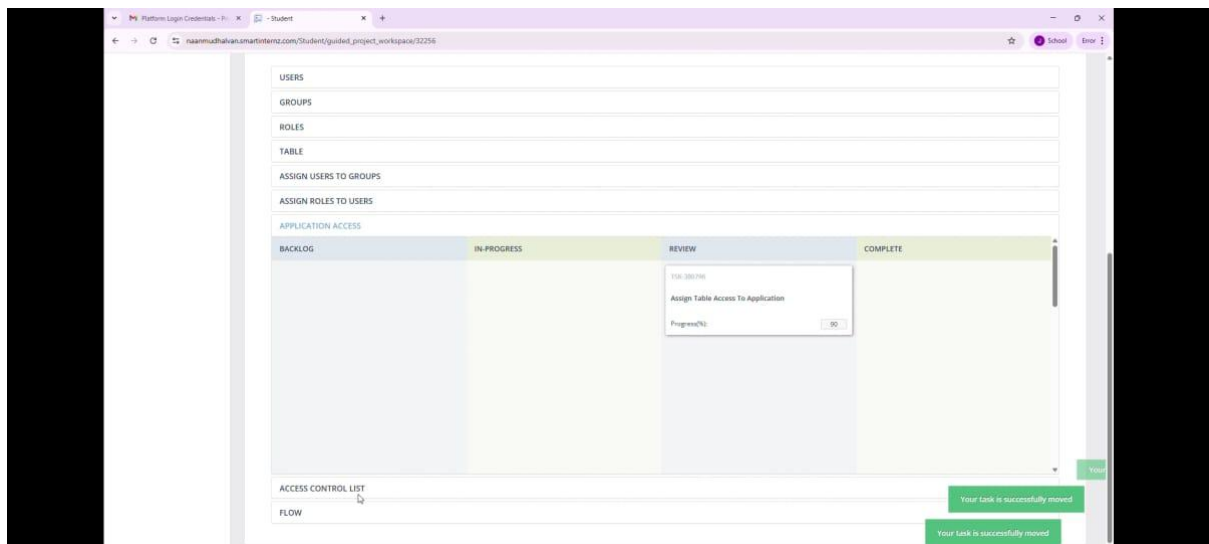 Platform Login Credentials - P
- Student
naanmudhalvan.smartinternz.com/Student/guided_project_workspace/32256
School
Error
USERS
GROUPS
ROLES
TABLE
ASSIGN USERS TO GROUPS
ASSIGN ROLES TO USERS
APPLICATION ACCESS
BACKLOG IN-PROGRESS REVIEW COMPLETE
Assign Table Access To Application
Progress(%): 90
ACCESS CONTROL LIST
FLOW
Your
Your task is successfully moved
Your task is successfully moved